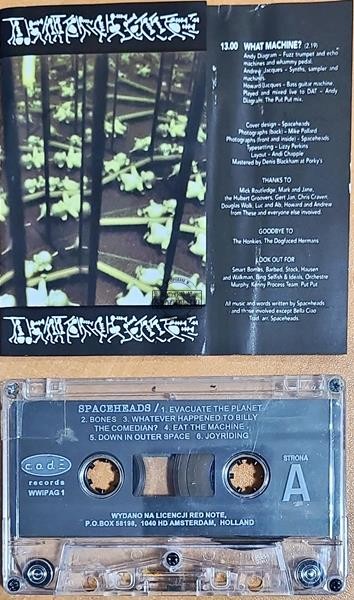 13.00 WHAT MACHINE? (2.19)
Andy Diagram – Fuzz trumpet and echo
machines and whammy pedal.
Andrew Jacques – Synths, sampler and
machines.
Howard Jacques – Bass guitar machine.
Played and mixed live to DAT – Andy
Diagram. The Put Put mix.
Cover design – Spaceheads
Photographs (back) – Mike Pollard
Photographs (front and inside) – Spaceheads
Typesetting – Lizzy Perkins
Layout – Andi Chapple
Mastered by Denis Blackham at Porky's
THANKS TO
Mick Routledge, Mark and Jane,
the Hubert Groovers, Gert Jan, Chris Craven,
Douglas Walk, Luc and Ab, Howard and Andrew
from These and everyone else involved.
GOODBYE TO
The Honkies, The Dogfaced Hermans
LOOK OUT FOR
Smart Bombs, Barbed, Stock, Hausen
and Walkman, Bing Selfish & Ideals, Orchestre
Murphy, Kenny Process Team, Put Put
All music and words written by Spaceheads
and those involved except Bella Ciao
Trad. arr. Spaceheads.
SPACEHEADS / 1. EVACUATE THE PLANET
2. BONES 3. WHATEVER HAPPENED TO BILLY
THE COMEDIAN? 4. EAT THE MACHINE
5. DOWN IN OUTER SPACE 6. JOYRIDING
code
records
WWIPAG 1
STRONA
A
WYDANO NA LICENCJI RED NOTE,
P.O.BOX 58198, 1040 HD AMSTERDAM, HOLLAND